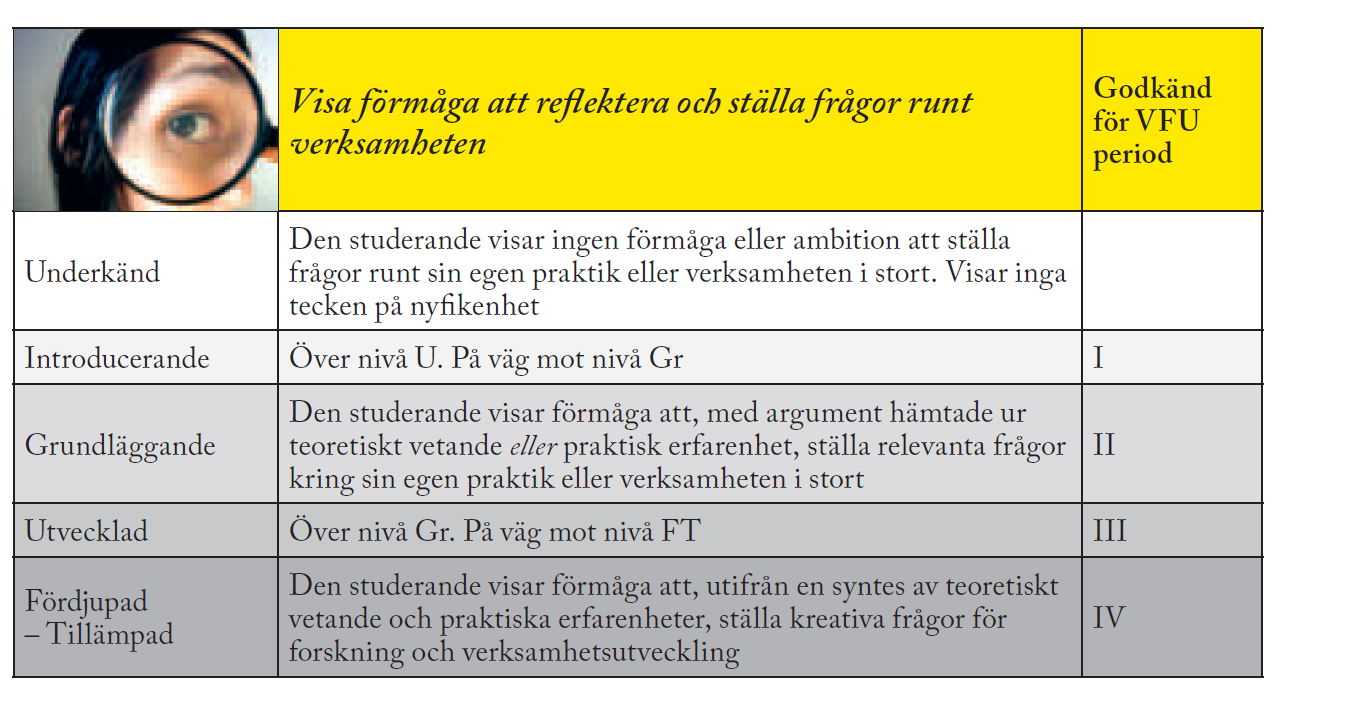 Visa förmåga att reflektera och ställa frågor runt
verksamheten
Godkänd
för VFU
period
Underkänd
Den studerande visar ingen förmåga eller ambition att ställa
frågor runt sin egen praktik eller verksamheten i stort. Visar inga
tecken på nyfikenhet
Introducerande
Över nivå U. På väg mot nivå Gr
I
Grundläggande
Den studerande visar förmåga att, med argument hämtade ur
teoretiskt vetande eller praktisk erfarenhet, ställa relevanta frågor
kring sin egen praktik eller verksamheten i stort
II
Utvecklad
Över nivå Gr. På väg mot nivå FT
III
Fördjupad
– Tillämpad
Den studerande visar förmåga att, utifrån en syntes av teoretiskt
vetande och praktiska erfarenheter, ställa kreativa frågor för
forskning och verksamhetsutveckling
IV